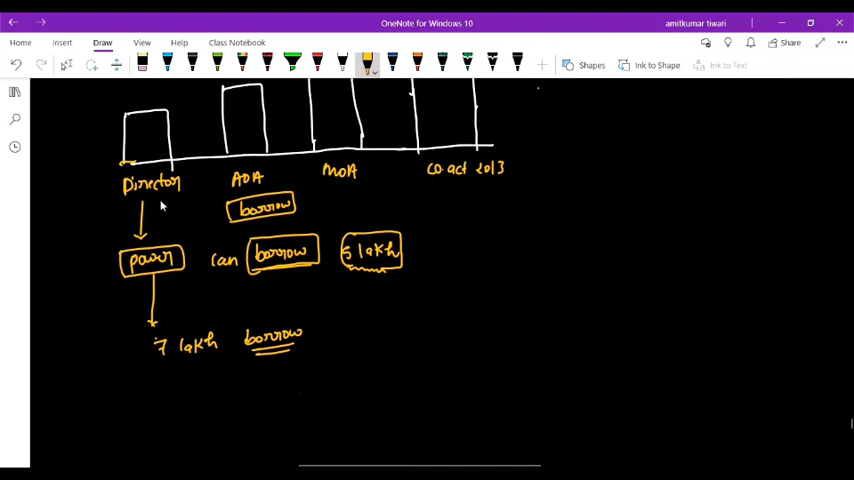 OneNote for Windows 10
amitkumar tiwari
Home Insert Draw View Help Class Notebook
Share
Shapes Ink to Shape Ink to Text
Director AOA MOA Co. act 2013
borrow
power can borrow 5 lakh
7 lakh borrow